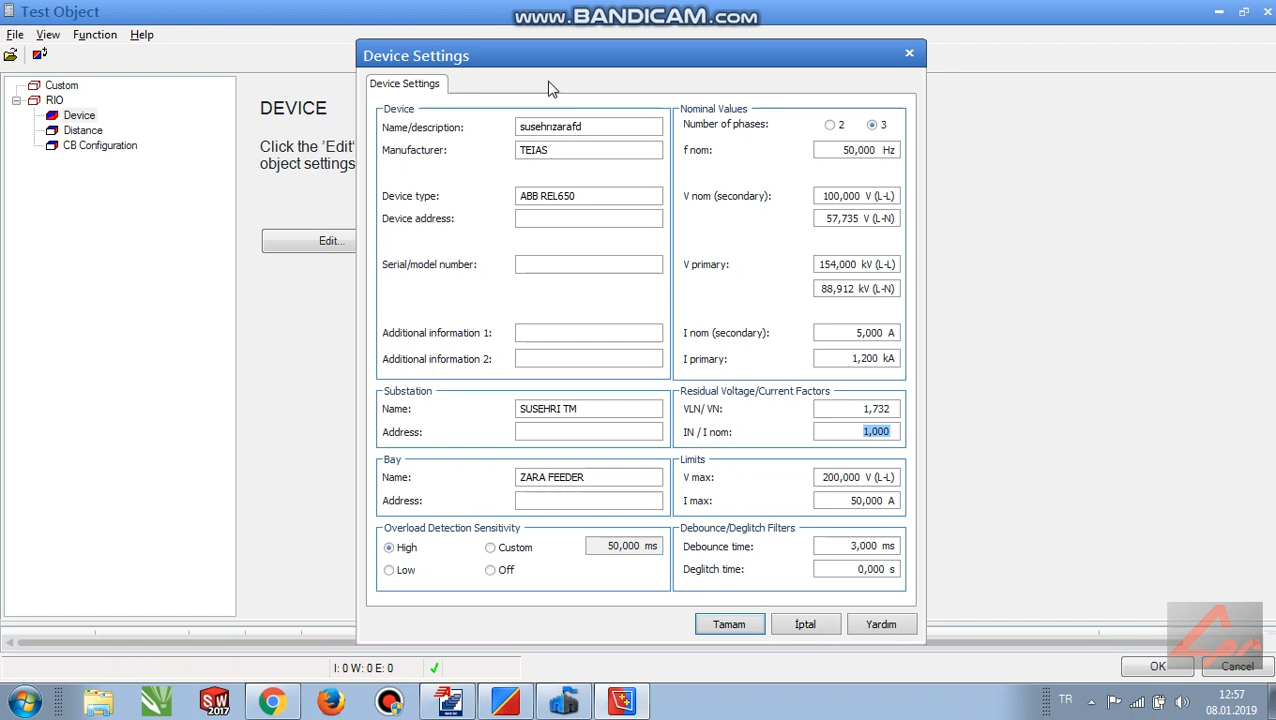 Test Object
www.BANDICAM.com
File View Function Help
Custom
RIO
Device
Distance
CB Configuration
DEVICE
Click the 'Edit'
object settings
Edit...
Device Settings
Device Settings
Device
Name/description: susehrızarafd
Manufacturer: TEIAS
Device type: ABB REL650
Device address:
Serial/model number:
Additional information 1:
Additional information 2:
Nominal Values
Number of phases: 2 3
f nom: 50,000 Hz
V nom (secondary): 100,000 V (L-L)
57,735 V (L-N)
V primary: 154,000 kV (L-L)
88,912 kV (L-N)
I nom (secondary): 5,000 A
I primary: 1,200 kA
Substation
Name: SUSEHRI TM
Address:
Residual Voltage/Current Factors
VLN/ VN: 1,732
IN / I nom: 1,000
Bay
Name: ZARA FEEDER
Address:
Limits
V max: 200,000 V (L-L)
I max: 50,000 A
Overload Detection Sensitivity
High Custom 50,000 ms
Low Off
Debounce/Deglitch Filters
Debounce time: 3,000 ms
Deglitch time: 0,000 s
Tamam İptal Yardım
I: 0 W: 0 E: 0
OK Cancel
SW
2017
TR
12:57
08.01.2019